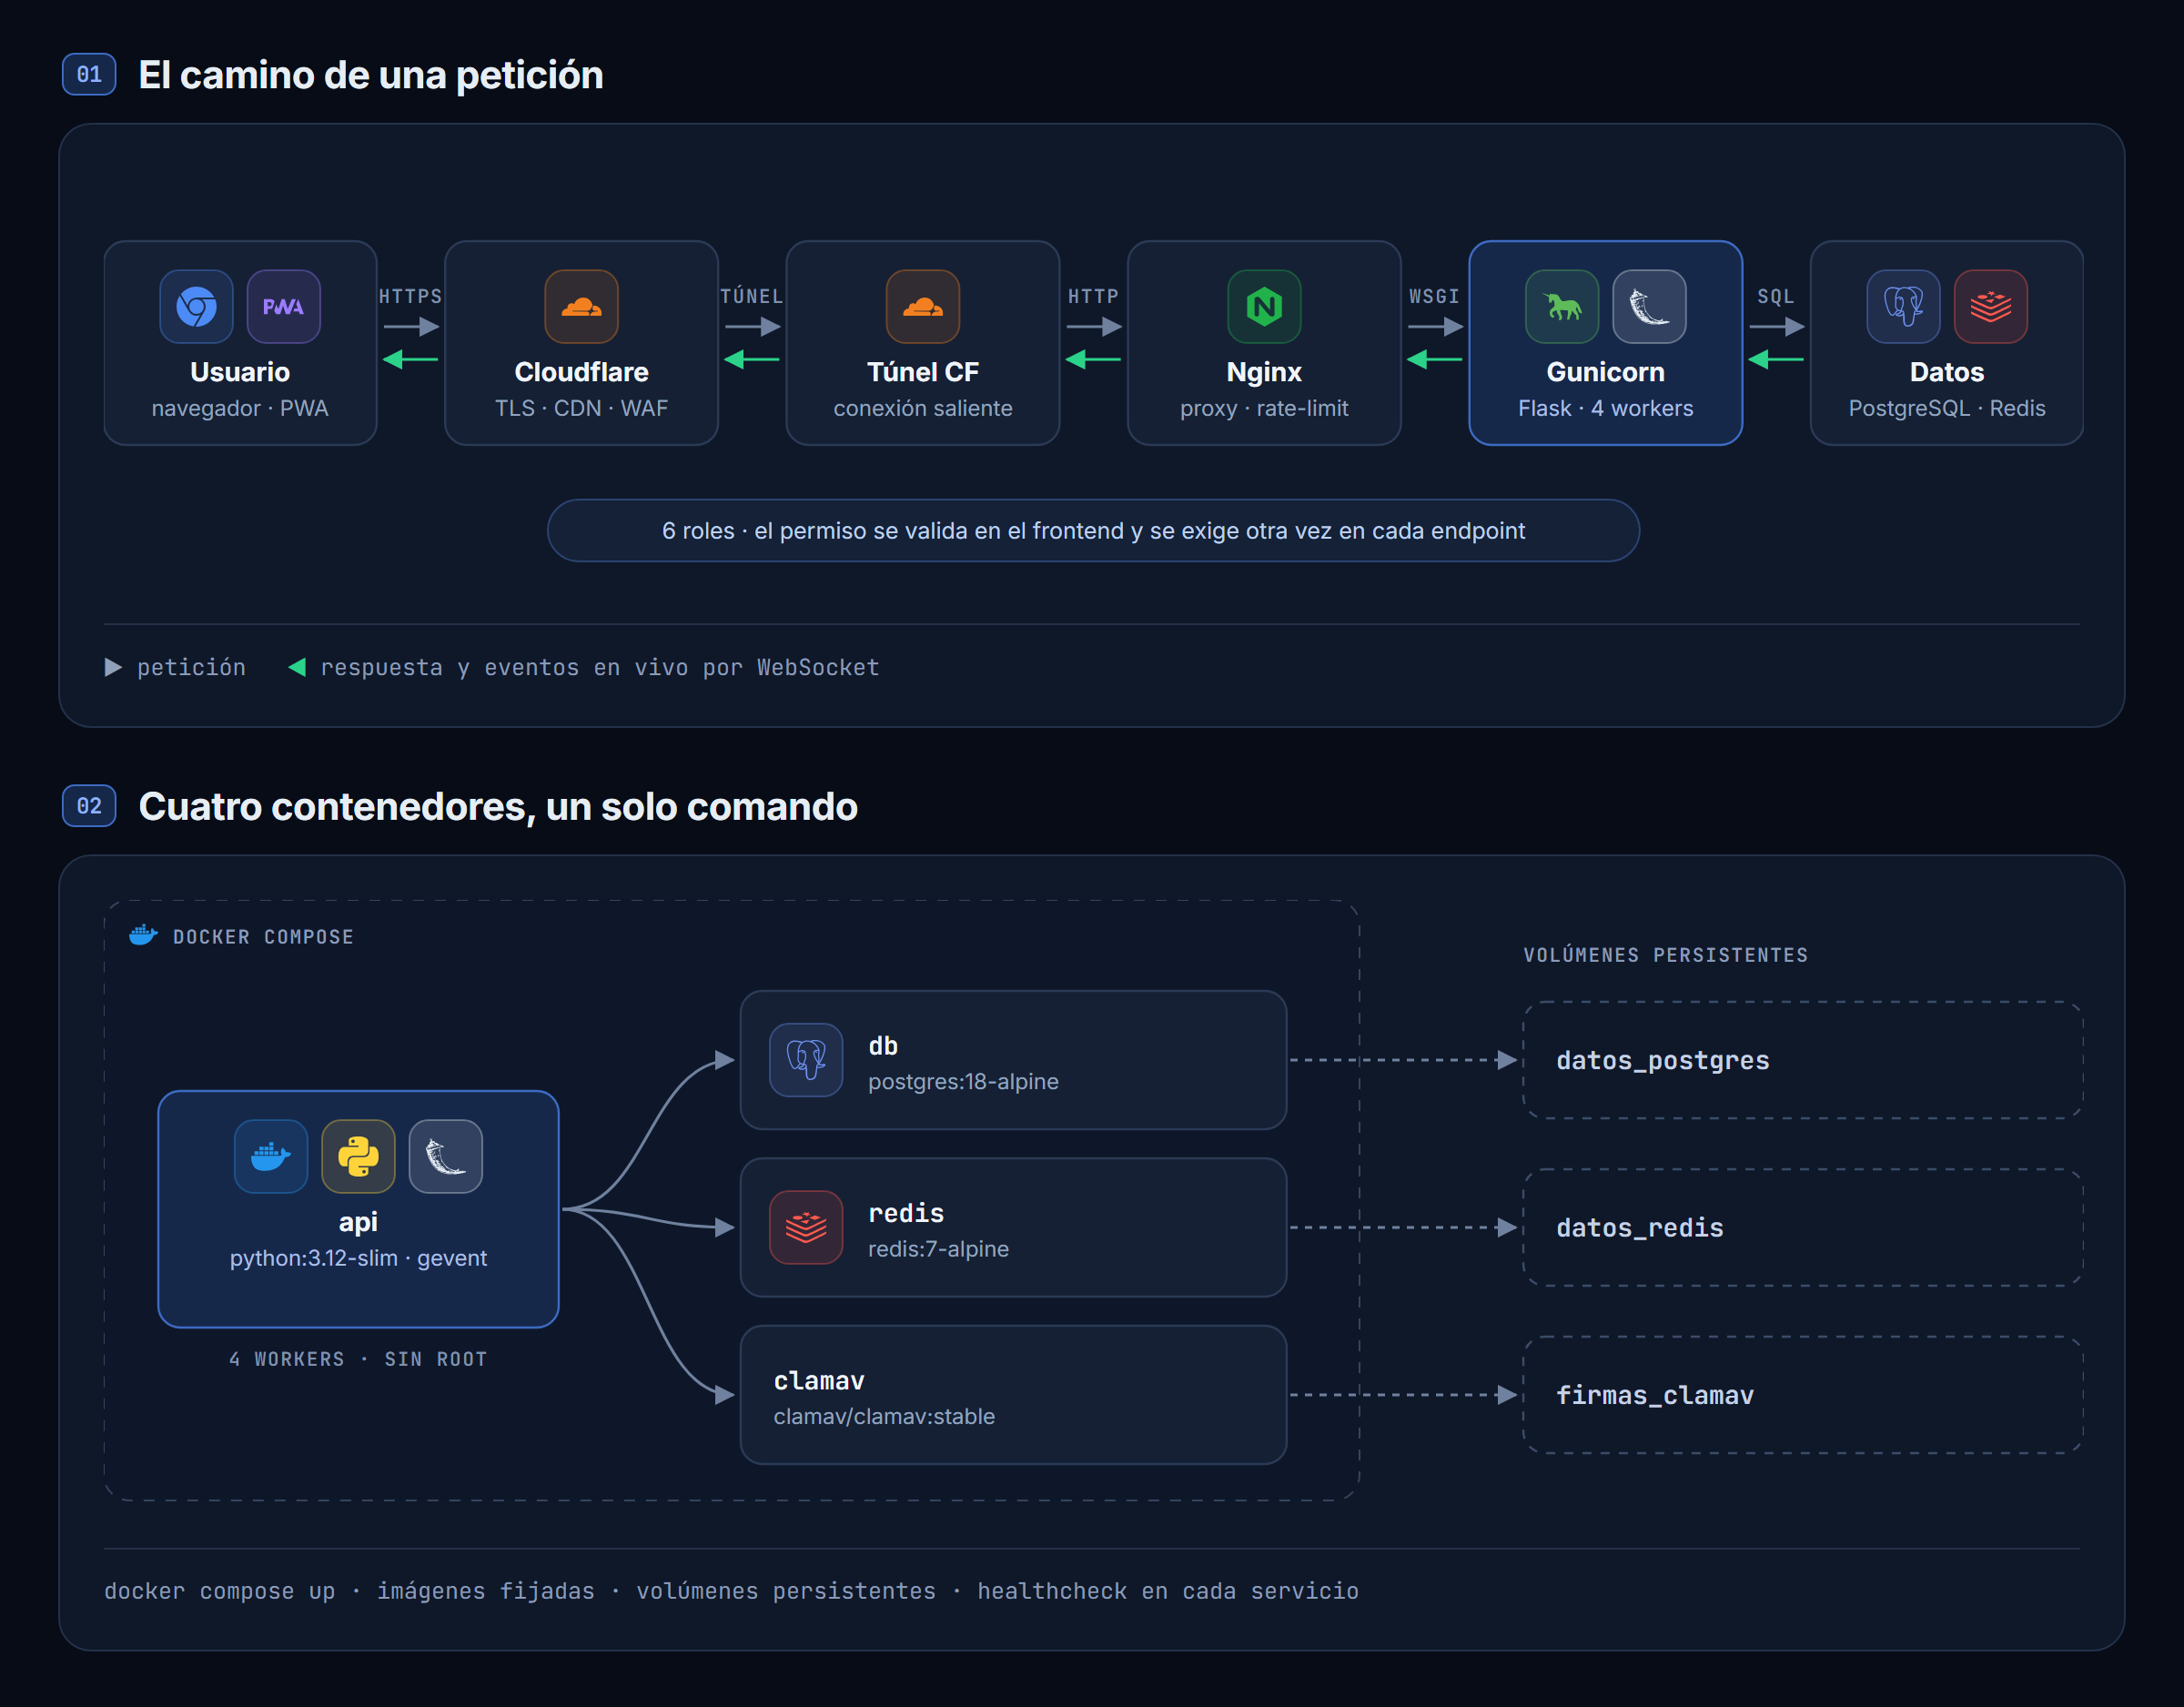 01 El camino de una petición
HTTPS TÚNEL HTTP WSGI SQL
PWA
Usuario
navegador · PWA
Cloudflare
TLS · CDN · WAF
Túnel CF
conexión saliente
Nginx
proxy · rate-limit
Gunicorn
Flask · 4 workers
Datos
PostgreSQL · Redis
6 roles · el permiso se valida en el frontend y se exige otra vez en cada endpoint
petición respuesta y eventos en vivo por WebSocket
02 Cuatro contenedores, un solo comando
DOCKER COMPOSE
api
python:3.12-slim · gevent
4 WORKERS · SIN ROOT
db
postgres:18-alpine
redis
redis:7-alpine
clamav
clamav/clamav:stable
VOLÚMENES PERSISTENTES
datos_postgres
datos_redis
firmas_clamav
docker compose up · imágenes fijadas · volúmenes persistentes · healthcheck en cada servicio